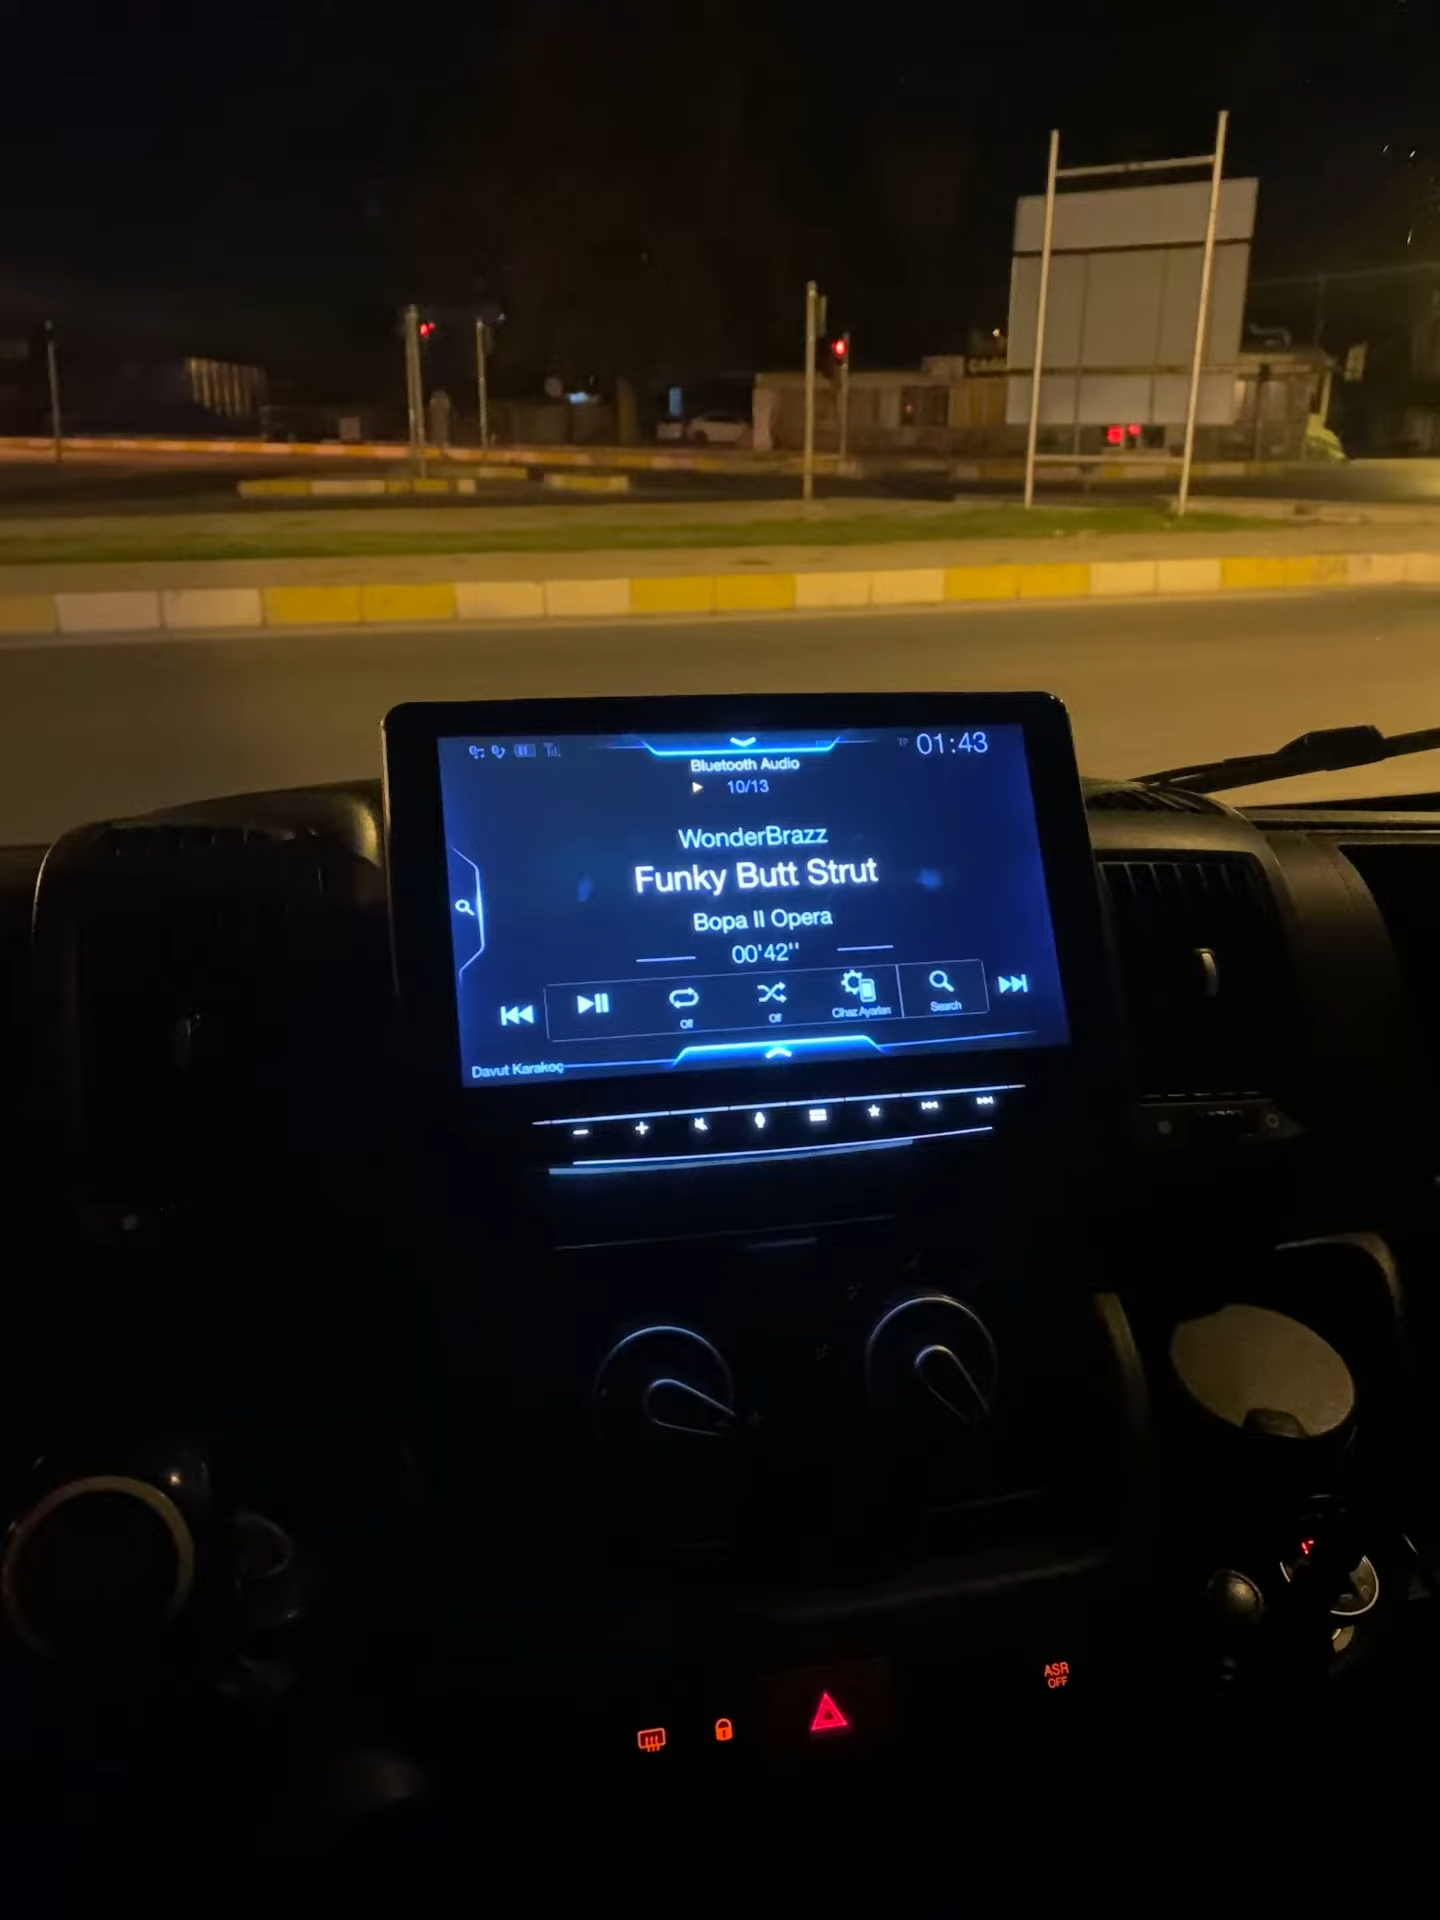 TP 01:43
Bluetooth Audio
10/13
WonderBrazz
Funky Butt Strut
Bopa II Opera
00'42''
Off
Off
Cihaz Ayarları
Search
Davut Karakoç
ASR
OFF